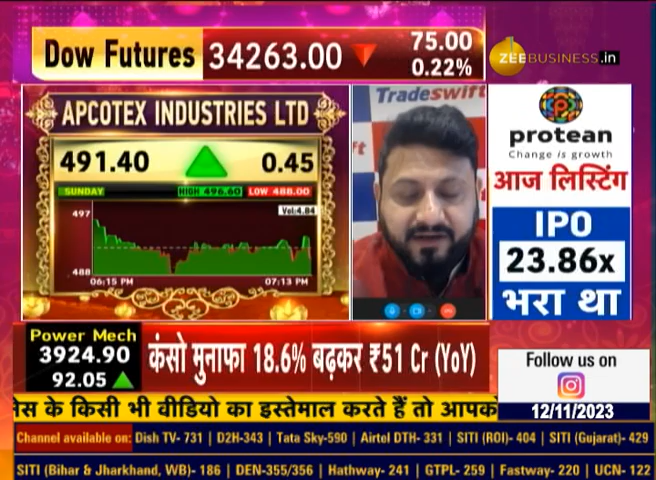 Dow Futures 34263.00 75.00
0.22%
ZEEBUSINESS.in
APCOTEX INDUSTRIES LTD
491.40 0.45
SUNDAY HIGH 496.60 LOW 488.00
Vol:4.84
497
488
06:15 PM 07:13 PM
Tradeswift
ft
protean
Change is growth
आज लिस्टिंग
IPO
23.86x
भरा था
Power Mech
3924.90
92.05
कंसो मुनाफा 18.6% बढ़कर ₹51 Cr (YoY)
Follow us on
12/11/2023
नेस के किसी भी वीडियो का इस्तेमाल करते हैं तो आपको
Channel available on: Dish TV- 731 | D2H-343 | Tata Sky-590 | Airtel DTH- 331 | SITI (ROI)- 404 | SITI (Gujarat)- 429
SITI (Bihar & Jharkhand, WB)- 186 | DEN-355/356 | Hathway- 241 | GTPL- 259 | Fastway- 220 | UCN- 122